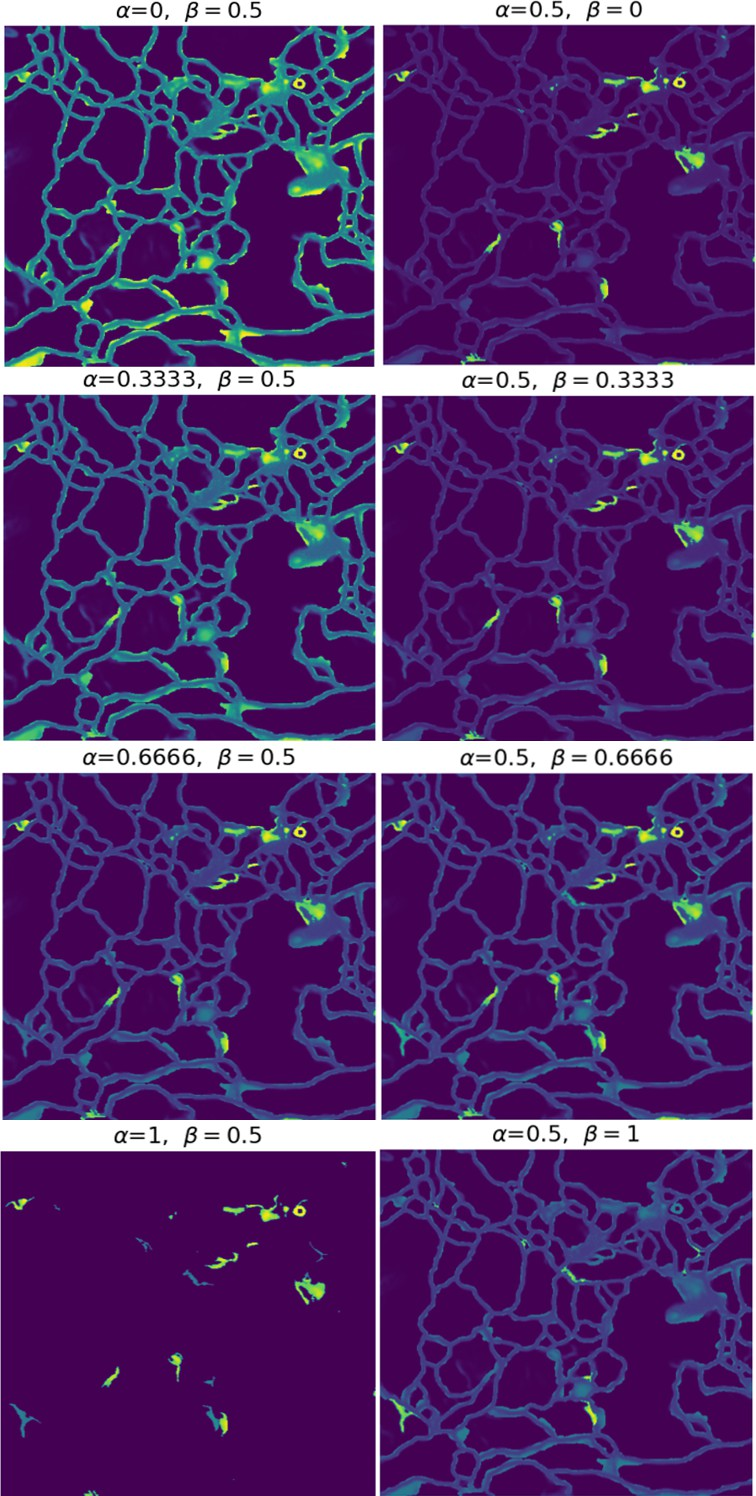 α=0, β = 0.5
α=0.5, β = 0
α=0.3333, β = 0.5
α=0.5, β = 0.3333
α=0.6666, β = 0.5
α=0.5, β = 0.6666
α=1, β = 0.5
α=0.5, β = 1